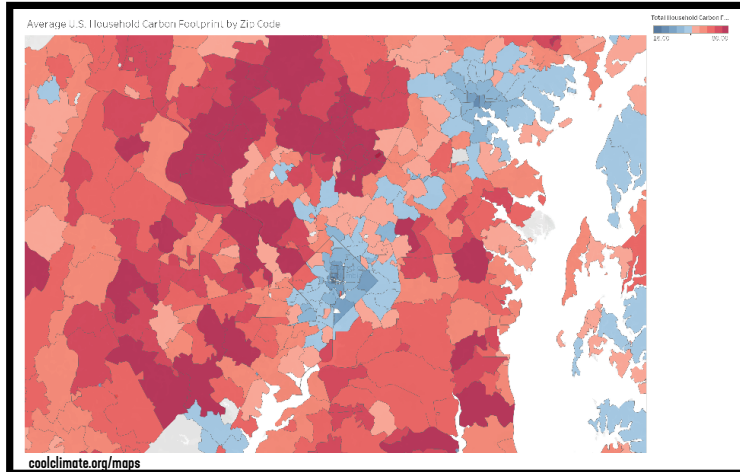 Average U.S. Household Carbon Footprint by Zip Code
Total Household Carbon F...
coolclimate.org/maps